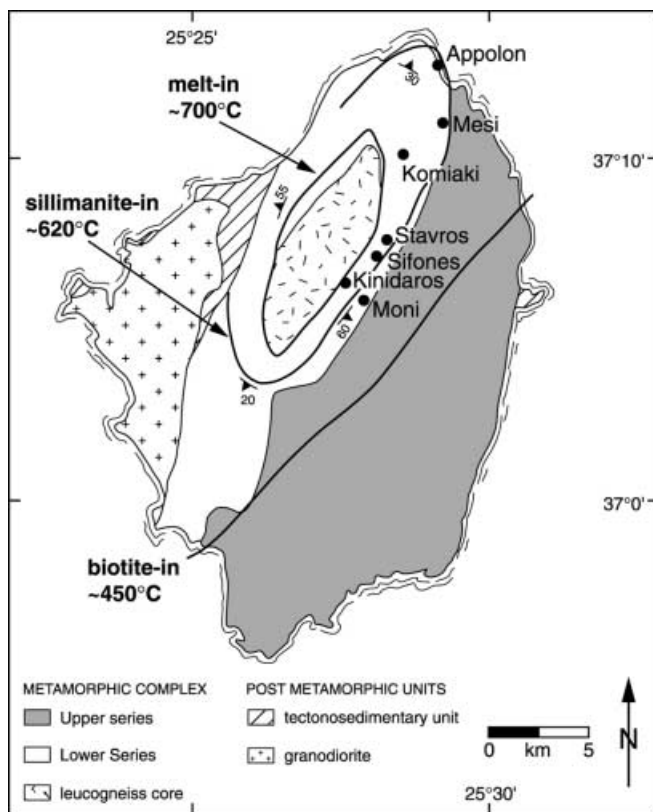 25°25'
Appolon
melt-in
~700°C
30
Mesi
37°10'
Komiaki
55
sillimanite-in
~620°C
Stavros
Sifones
Kinidaros
Moni
60
20
37°0'
biotite-in
~450°C
METAMORPHIC COMPLEX
POST METAMORPHIC UNITS
Upper series
tectonosedimentary unit
Lower Series
granodiorite
leucogneiss core
0 km 5
N
25°30'